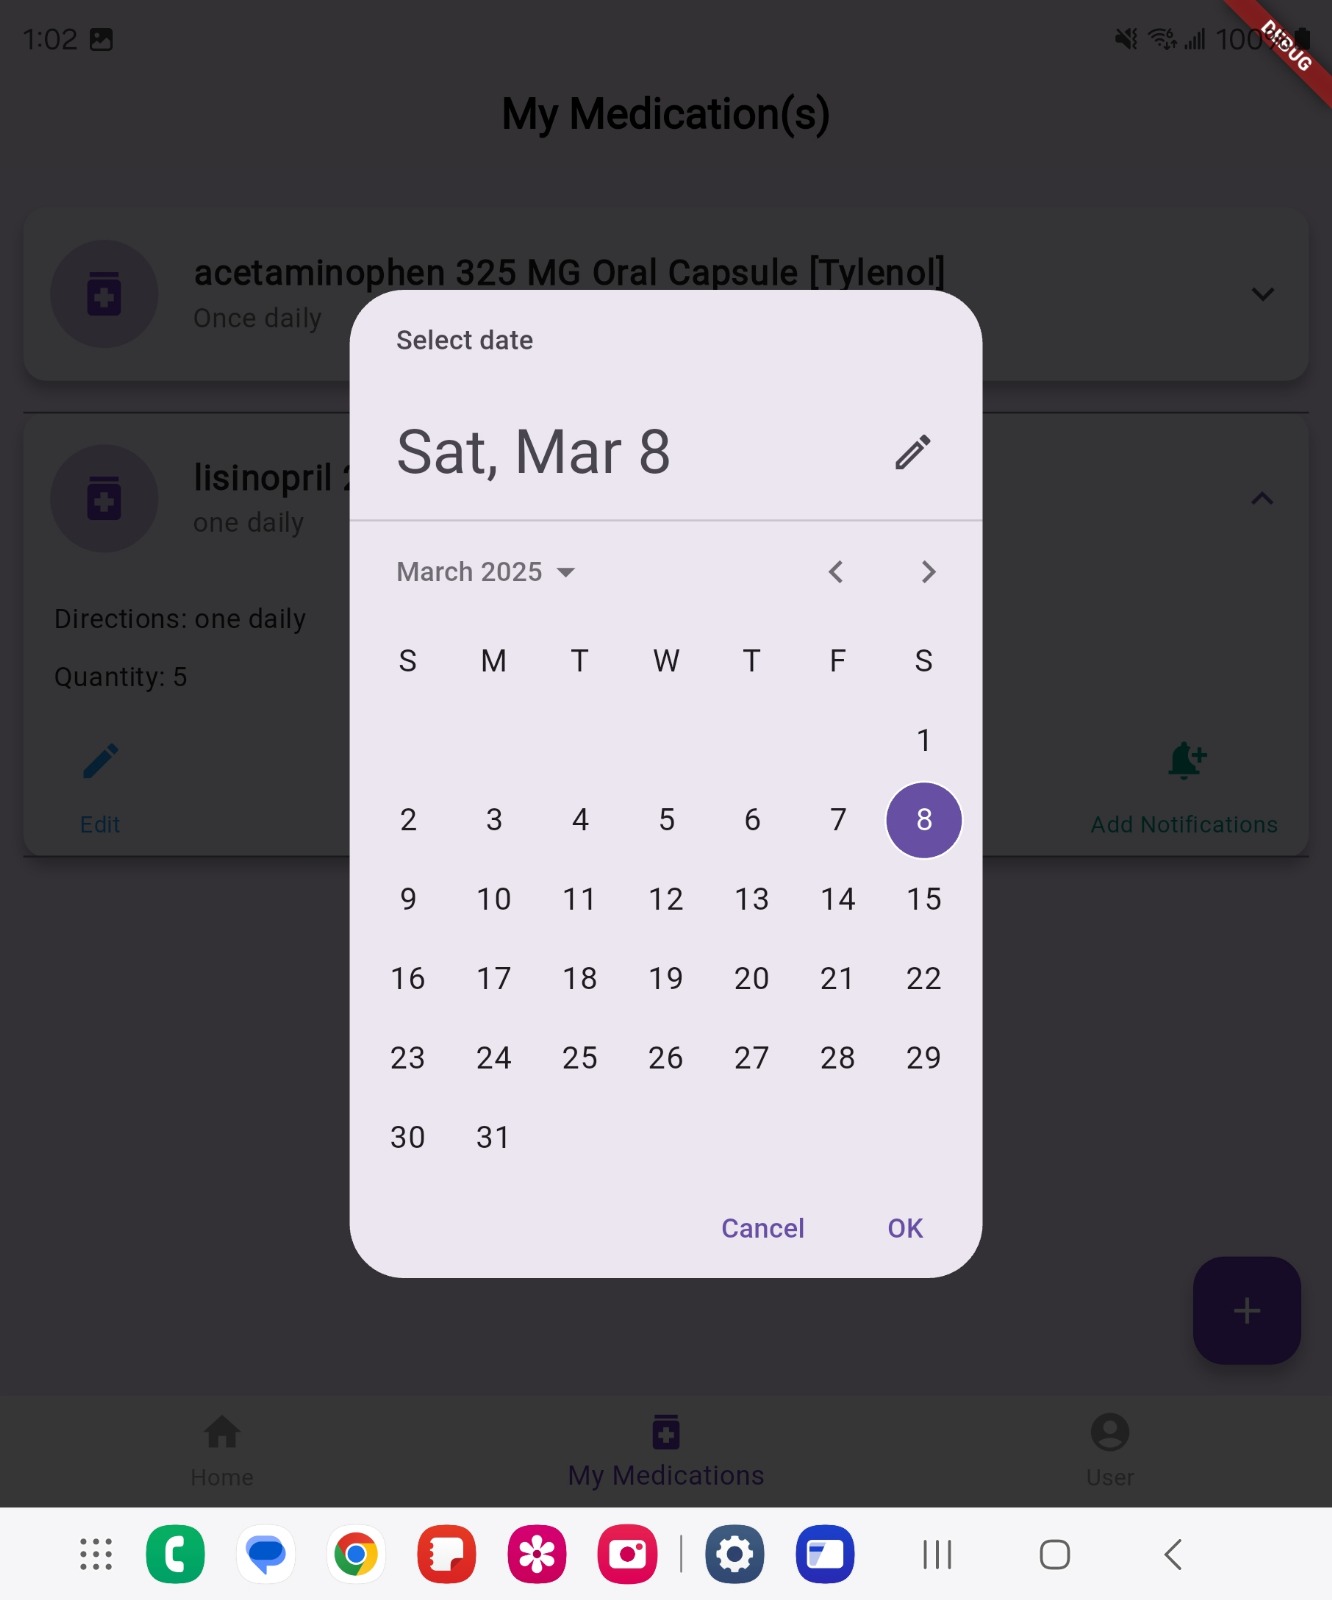 1:02
100%
DEBUG
My Medication(s)
acetaminophen 325 MG Oral Capsule [Tylenol]
Once daily
Select date
Sat, Mar 8
lisinopril
one daily
March 2025
Directions: one daily
Quantity: 5
S M T W T F S
1
2 3 4 5 6 7 8
9 10 11 12 13 14 15
16 17 18 19 20 21 22
23 24 25 26 27 28 29
30 31
Edit
Add Notifications
Cancel OK
Home
My Medications
User